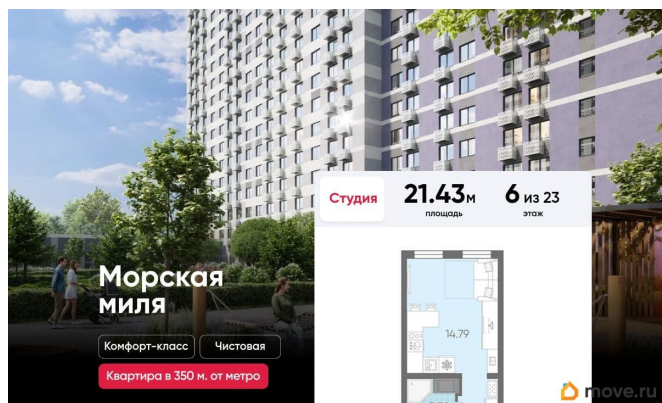 Студия
21.43м
площадь
6 из 23
этаж
14.79
Морская
миля
Комфорт-класс
Чистовая
Квартира в 350 м. от метро
move.ru